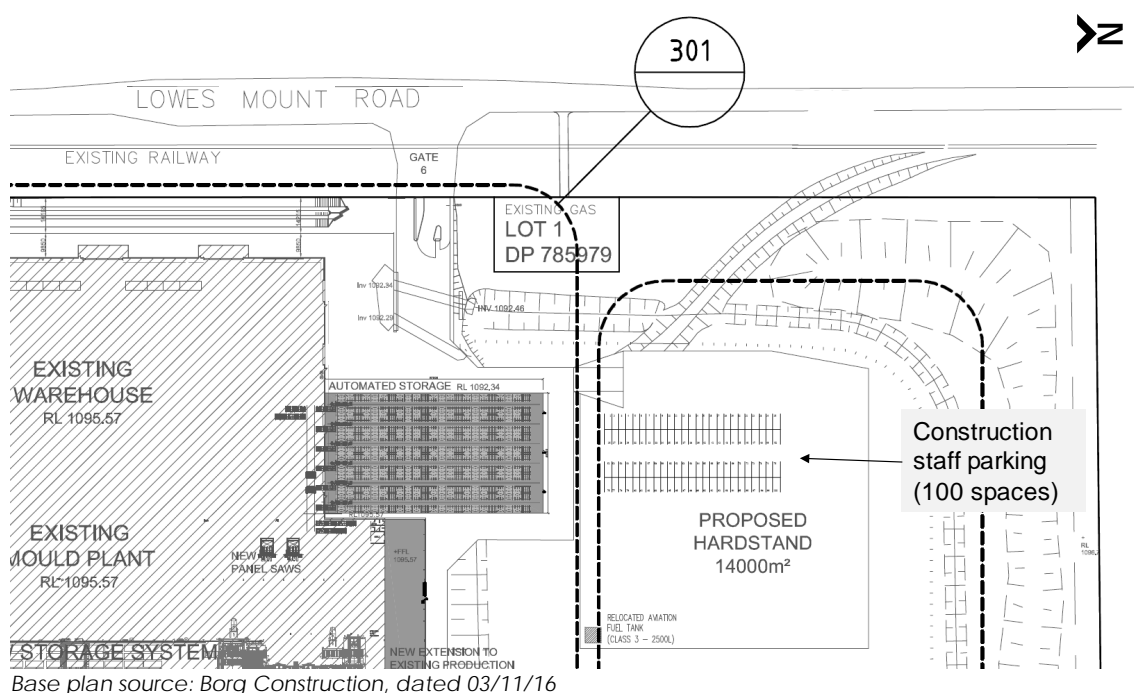 301
N
LOWES MOUNT ROAD
EXISTING RAILWAY
GATE
6
EXISTING GAS
LOT 1
DP 785979
Inv 1092.34
INV 1092.46
Inv 1092.29
EXISTING
WAREHOUSE
RL 1095.57
AUTOMATED STORAGE RL 1092,34
Construction
staff parking
(100 spaces)
PROPOSED
HARDSTAND
14000m²
EXISTING
MOULD PLANT
RL 1095.57
NEW
PANEL SAWS
RL1095.57
+FFL
1095.57
RELOCATED AVIATION
FUEL TANK
(CLASS 3 – 2500L)
RL
STORAGE SYSTEM
NEW EXTENSION TO
EXISTING PRODUCTION
Base plan source: Borg Construction, dated 03/11/16